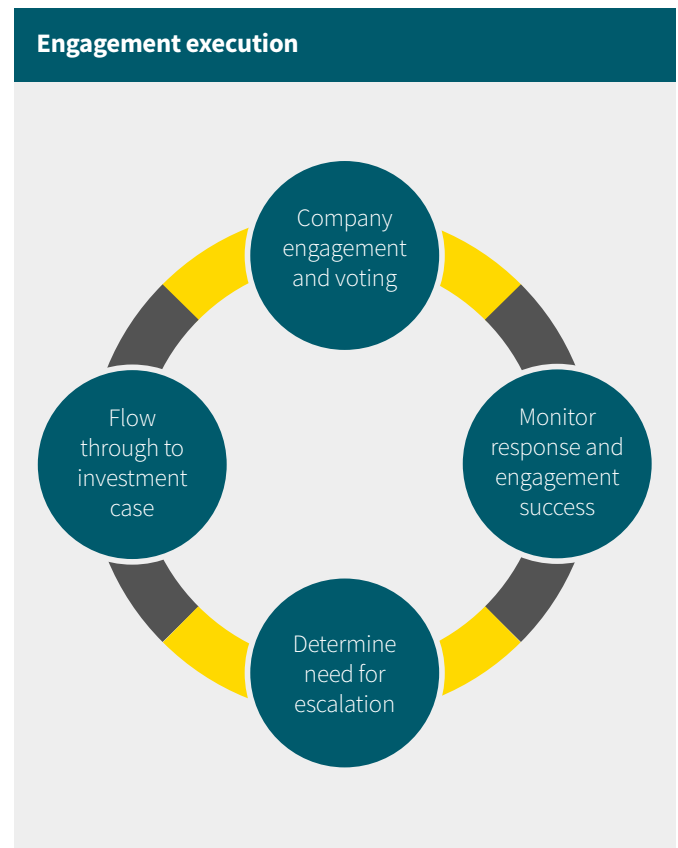 Engagement execution
Company
engagement
and voting
Monitor
response and
engagement
success
Determine
need for
escalation
Flow
through to
investment
case